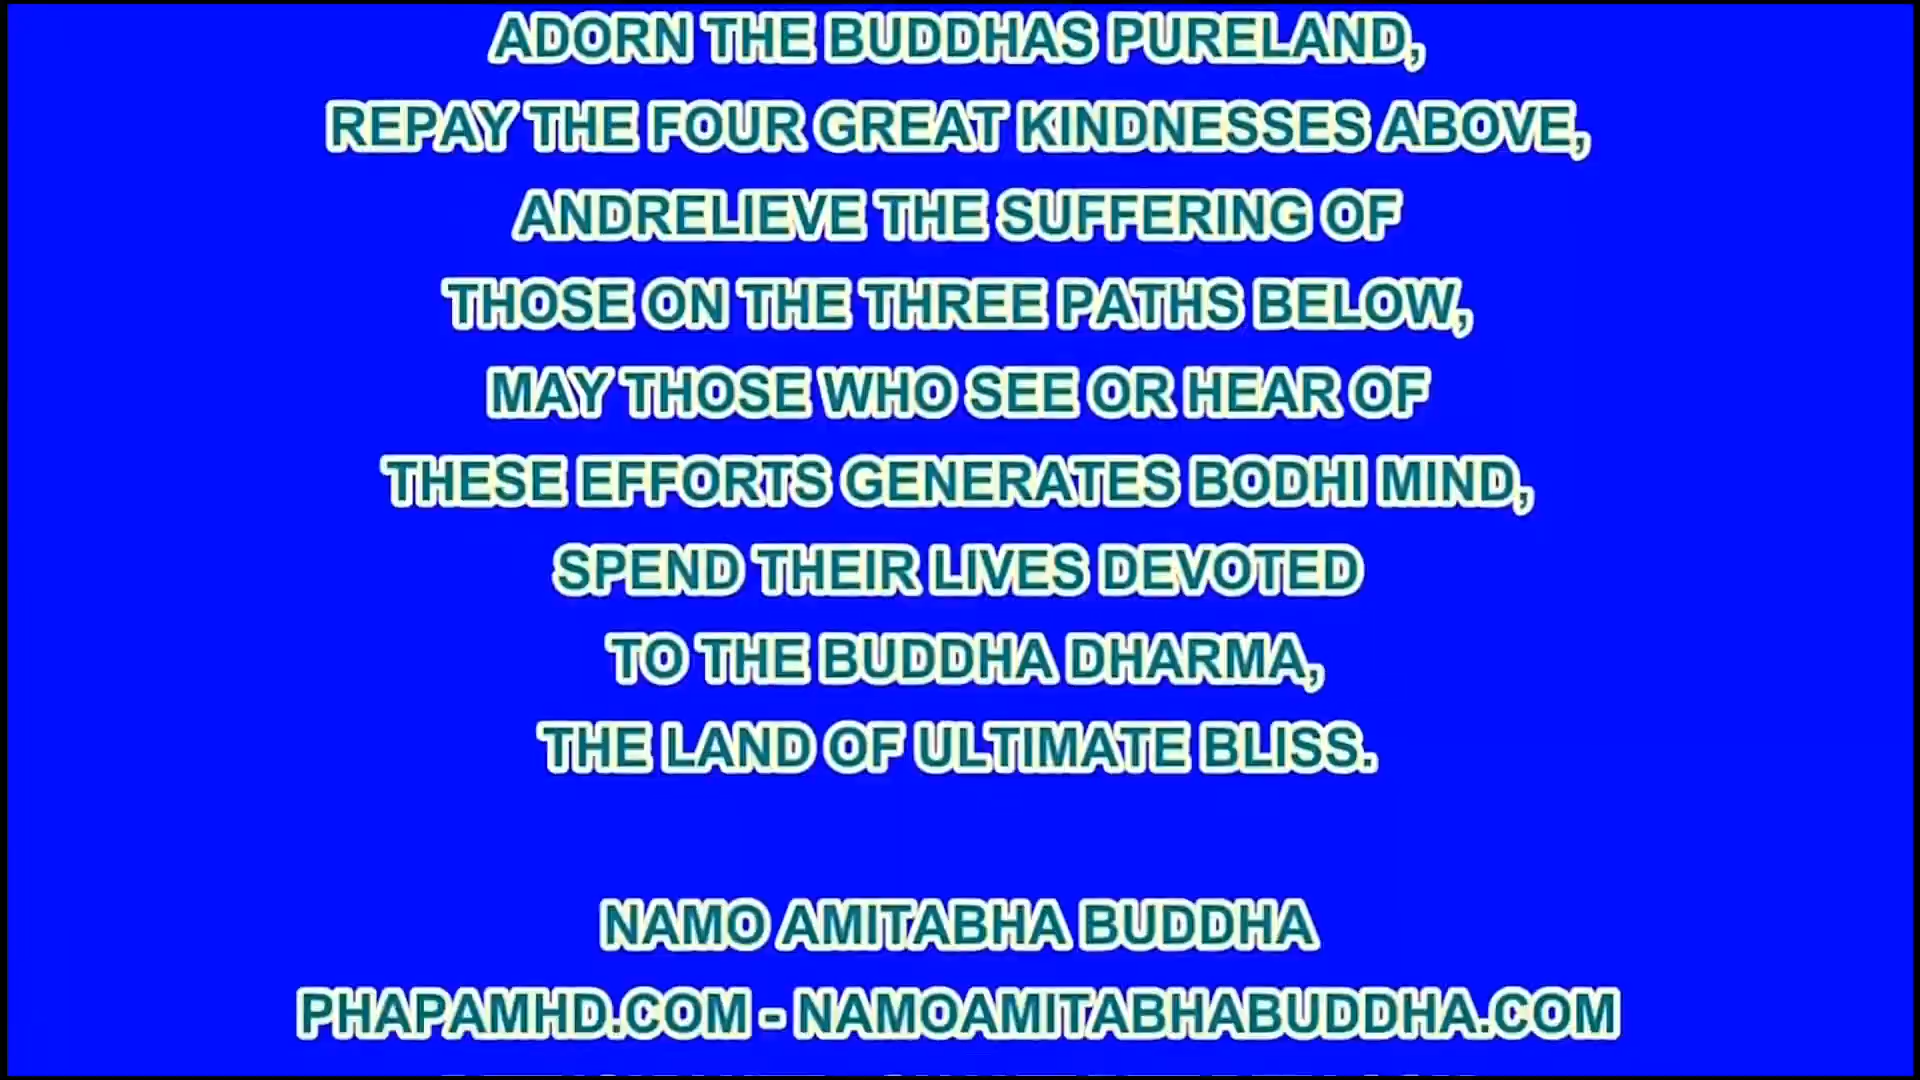 ADORN THE BUDDHAS PURELAND,
REPAY THE FOUR GREAT KINDNESSES ABOVE,
ANDRELIEVE THE SUFFERING OF
THOSE ON THE THREE PATHS BELOW,
MAY THOSE WHO SEE OR HEAR OF
THESE EFFORTS GENERATES BODHI MIND,
SPEND THEIR LIVES DEVOTED
TO THE BUDDHA DHARMA,
THE LAND OF ULTIMATE BLISS.
NAMO AMITABHA BUDDHA
PHAPAMHD.COM - NAMOAMITABHABUDDHA.COM